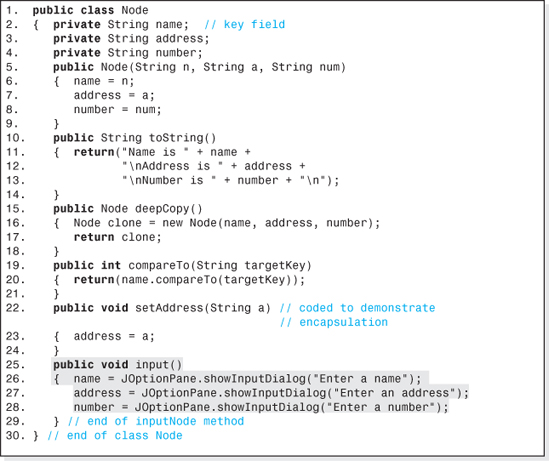 1. public class Node
2. { private String name; // key field
3. private String address;
4. private String number;
5. public Node(String n, String a, String num)
6. { name = n;
7. address = a;
8. number = num;
9. }
10. public String toString()
11. { return("Name is " + name +
12. "\nAddress is " + address +
13. "\nNumber is " + number + "\n");
14. }
15. public Node deepCopy()
16. { Node clone = new Node(name, address, number);
17. return clone;
18. }
19. public int compareTo(String targetKey)
20. { return(name.compareTo(targetKey));
21. }
22. public void setAddress(String a) // coded to demonstrate
// encapsulation
23. { address = a;
24. }
25. public void input()
26. { name = JOptionPane.showInputDialog("Enter a name");
27. address = JOptionPane.showInputDialog("Enter an address");
28. number = JOptionPane.showInputDialog("Enter a number");
29. } // end of inputNode method
30. } // end of class Node